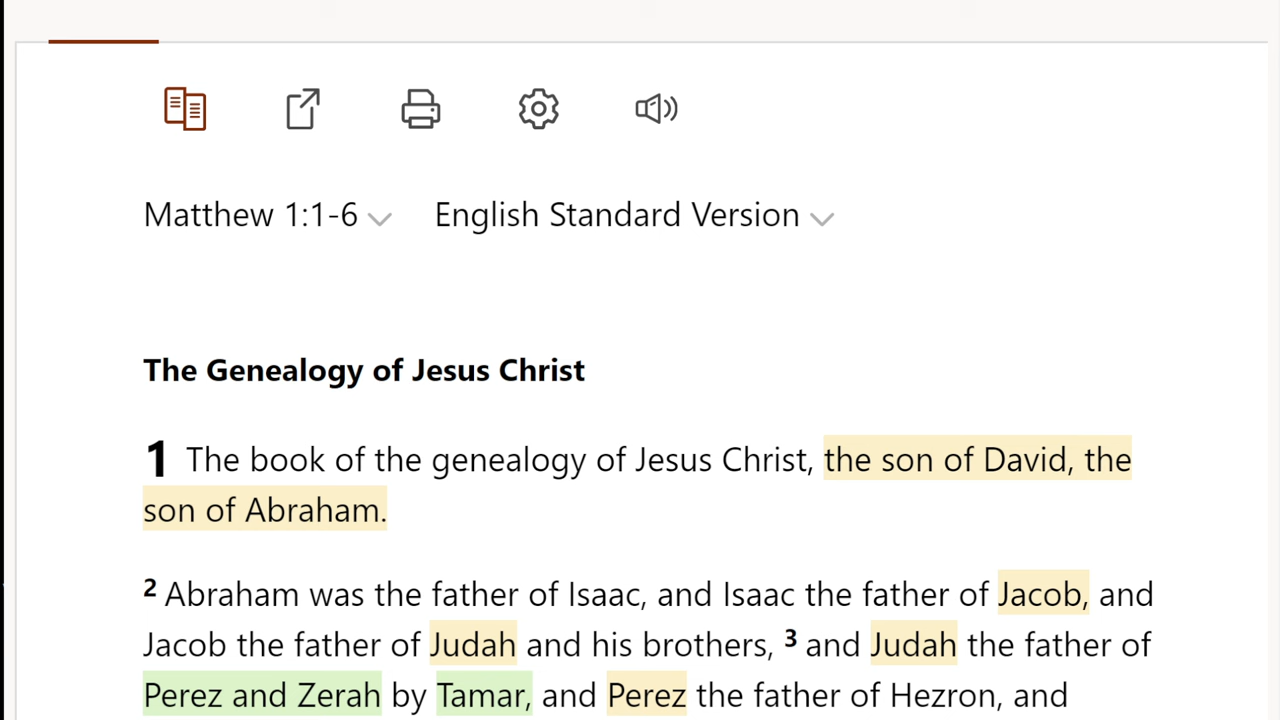 Matthew 1:1-6 English Standard Version
The Genealogy of Jesus Christ
1 The book of the genealogy of Jesus Christ, the son of David, the
son of Abraham.
2 Abraham was the father of Isaac, and Isaac the father of Jacob, and
Jacob the father of Judah and his brothers, 3 and Judah the father of
Perez and Zerah by Tamar, and Perez the father of Hezron, and